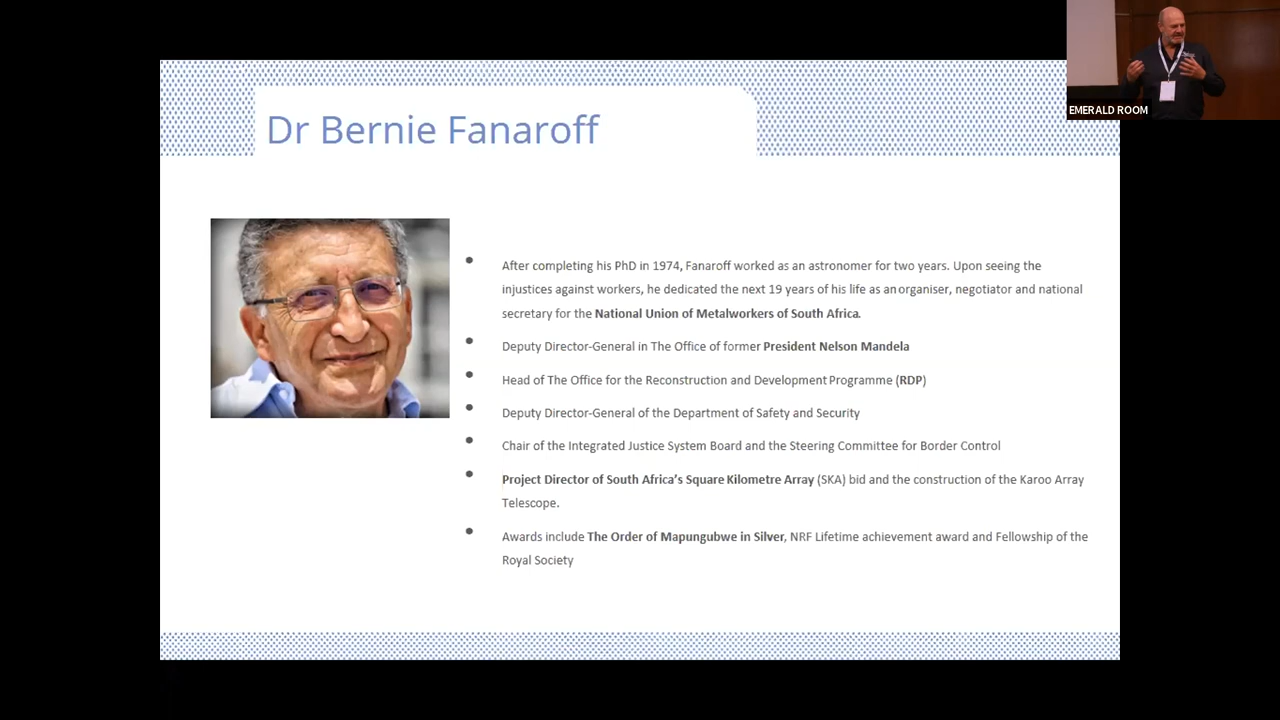 EMERALD ROOM
Dr Bernie Fanaroff
After completing his PhD in 1974, Fanaroff worked as an astronomer for two years. Upon seeing the
injustices against workers, he dedicated the next 19 years of his life as an organiser, negotiator and national
secretary for the National Union of Metalworkers of South Africa.
Deputy Director-General in The Office of former President Nelson Mandela
Head of The Office for the Reconstruction and Development Programme (RDP)
Deputy Director-General of the Department of Safety and Security
Chair of the Integrated Justice System Board and the Steering Committee for Border Control
Project Director of South Africa's Square Kilometre Array (SKA) bid and the construction of the Karoo Array
Telescope.
Awards include The Order of Mapungubwe in Silver, NRF Lifetime achievement award and Fellowship of the
Royal Society